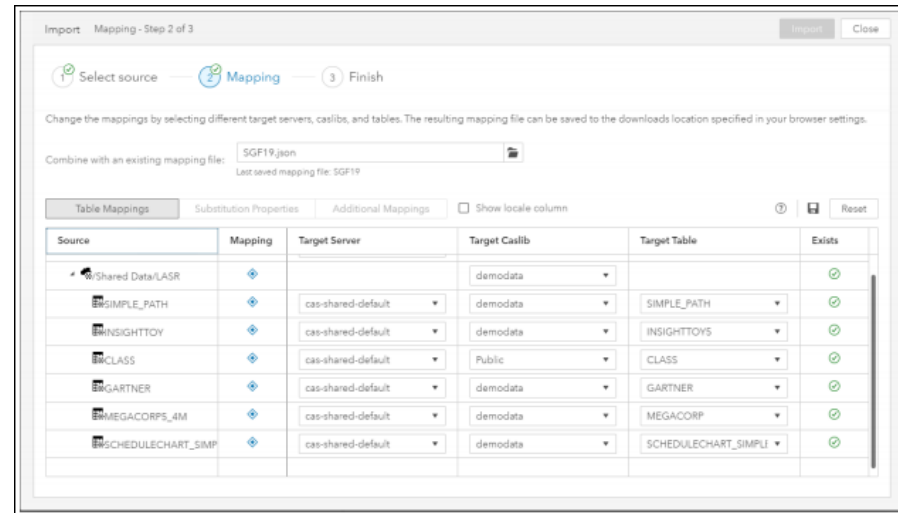 Import Mapping - Step 2 of 3 Import Close
1 Select source 2 Mapping 3 Finish
Change the mappings by selecting different target servers, caslibs, and tables. The resulting mapping file can be saved to the downloads location specified in your browser settings.
Combine with an existing mapping file: SGF19.json
Last saved mapping file: SGF19
Table Mappings Substitution Properties Additional Mappings Show locale column Reset
Source Mapping Target Server Target Caslib Target Table Exists
/Shared Data/LASR demodata
SIMPLE_PATH cas-shared-default demodata SIMPLE_PATH
INSIGHTTOY cas-shared-default demodata INSIGHTTOYS
CLASS cas-shared-default Public CLASS
GARTNER cas-shared-default demodata GARTNER
MEGACORP5_4M cas-shared-default demodata MEGACORP
SCHEDULECHART_SIMP cas-shared-default demodata SCHEDULECHART_SIMPLE